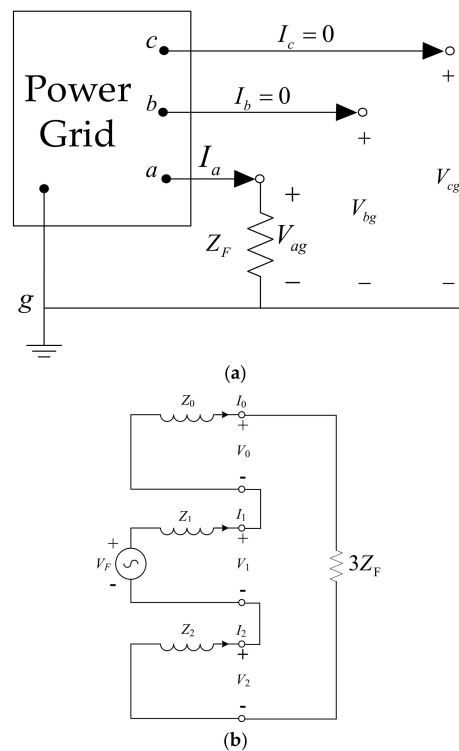 c
I_c = 0
+
Power
Grid
b
I_b = 0
+
a
I_a
+
Z_F
V_ag
V_bg
V_cg
g
− − −
(a)
Z_0
I_0
+
V_0
-
Z_1
I_1
+
V_F
+
-
V_1
-
3Z_F
Z_2
I_2
+
V_2
-
(b)